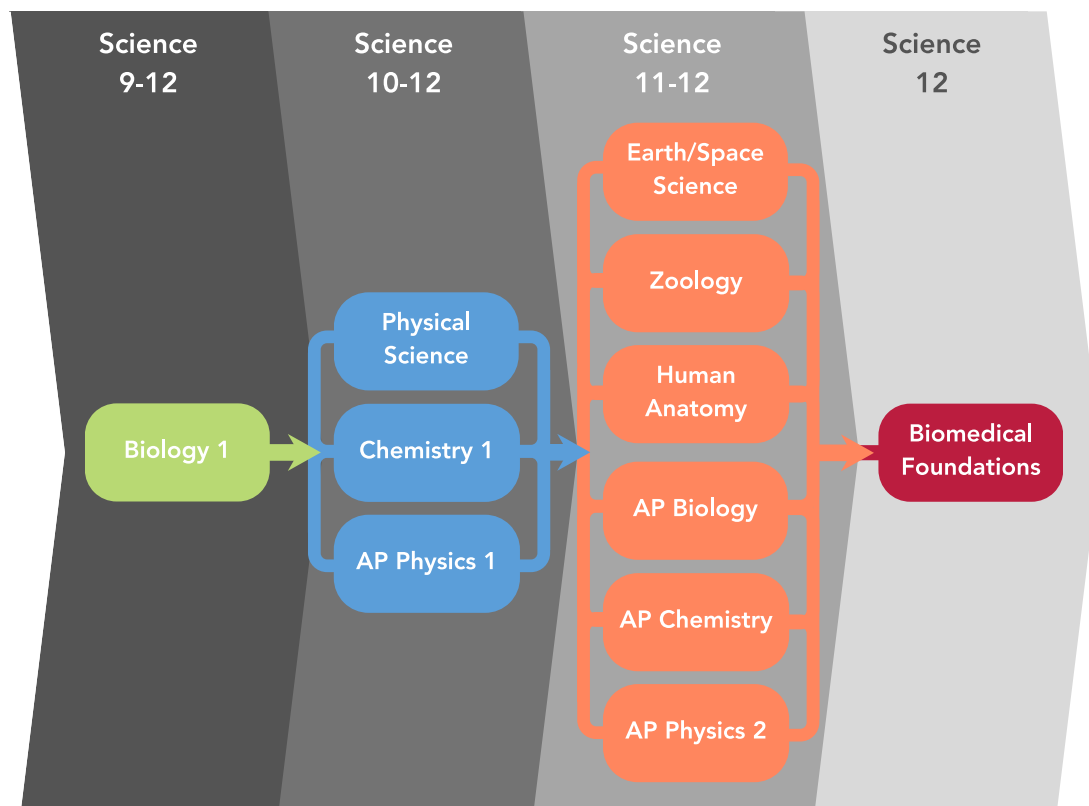 Science
9-12
Science
10-12
Science
11-12
Science
12
Biology 1
Physical
Science
Chemistry 1
AP Physics 1
Earth/Space
Science
Zoology
Human
Anatomy
AP Biology
AP Chemistry
AP Physics 2
Biomedical
Foundations